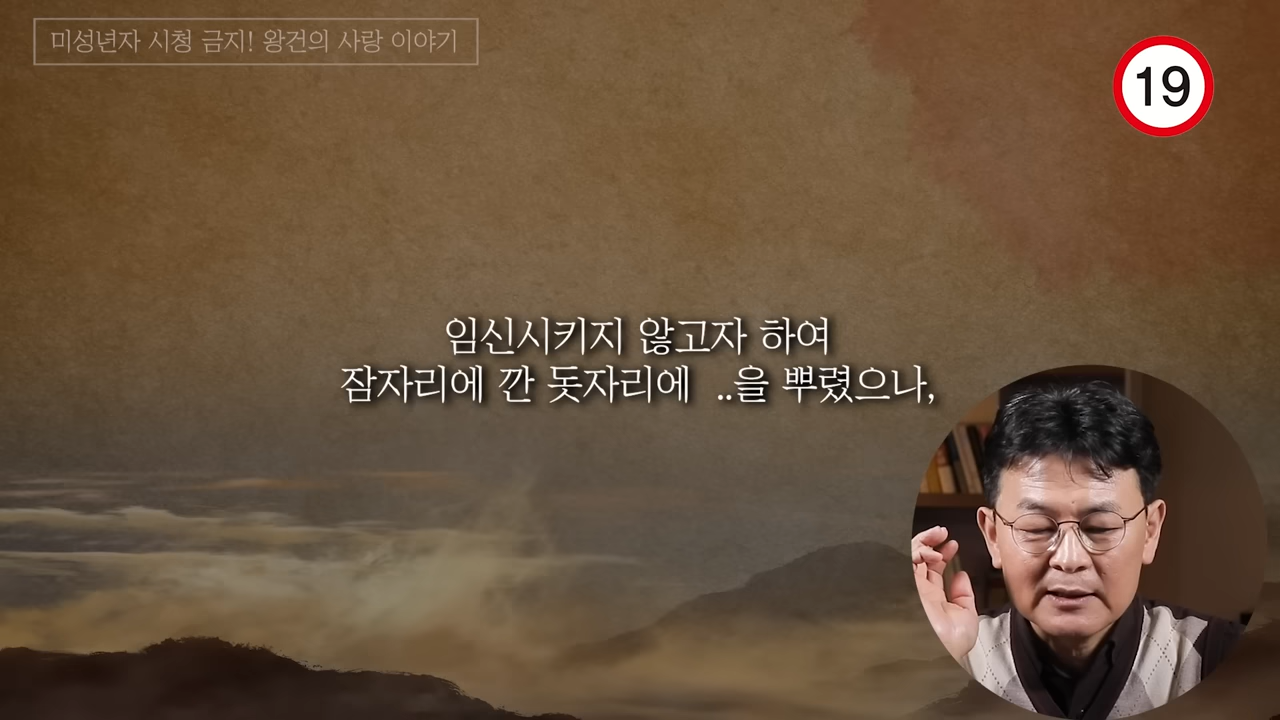 미성년자 시청 금지! 왕건의 사랑 이야기
19
임신시키지 않고자 하여
잠자리에 깐 돗자리에 ..을 뿌렸으나,